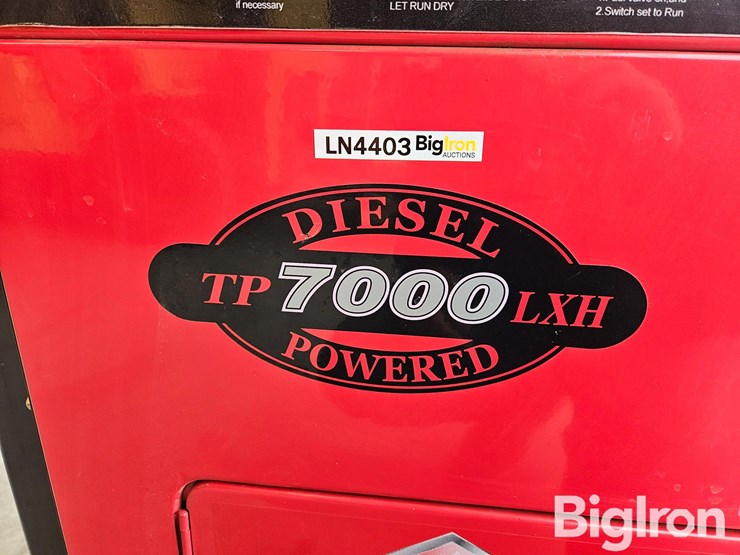 if necessary
LET RUN DRY
2.Switch set to Run
LN4403 BigIron
AUCTIONS
DIESEL
TP 7000 LXH
POWERED
BigIron